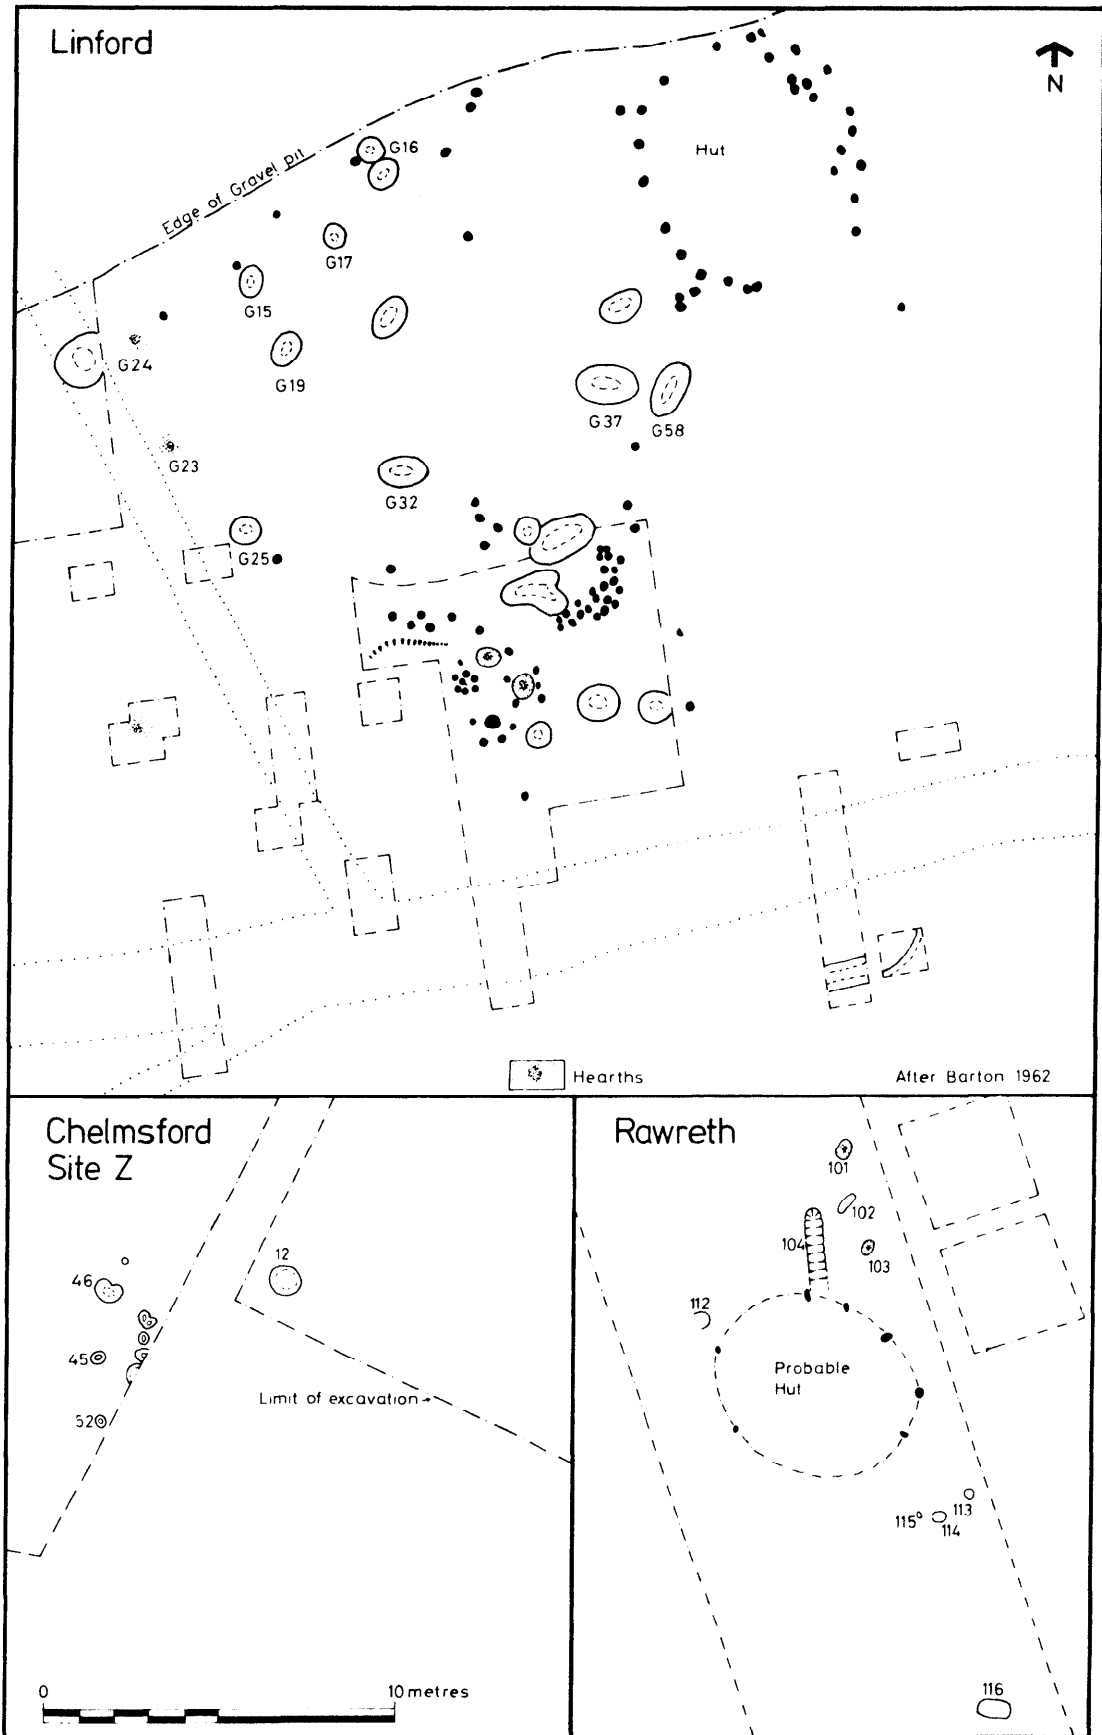 Linford
N
Edge of Gravel pit
G16
Hut
G17
G15
G24
G19
G37
G58
G23
G32
G25
Hearths
After Barton 1962
Chelmsford
Site Z
12
46
45
52
Limit of excavation
0
10 metres
Rawreth
101
102
104
103
112
Probable
Hut
113
115
114
116